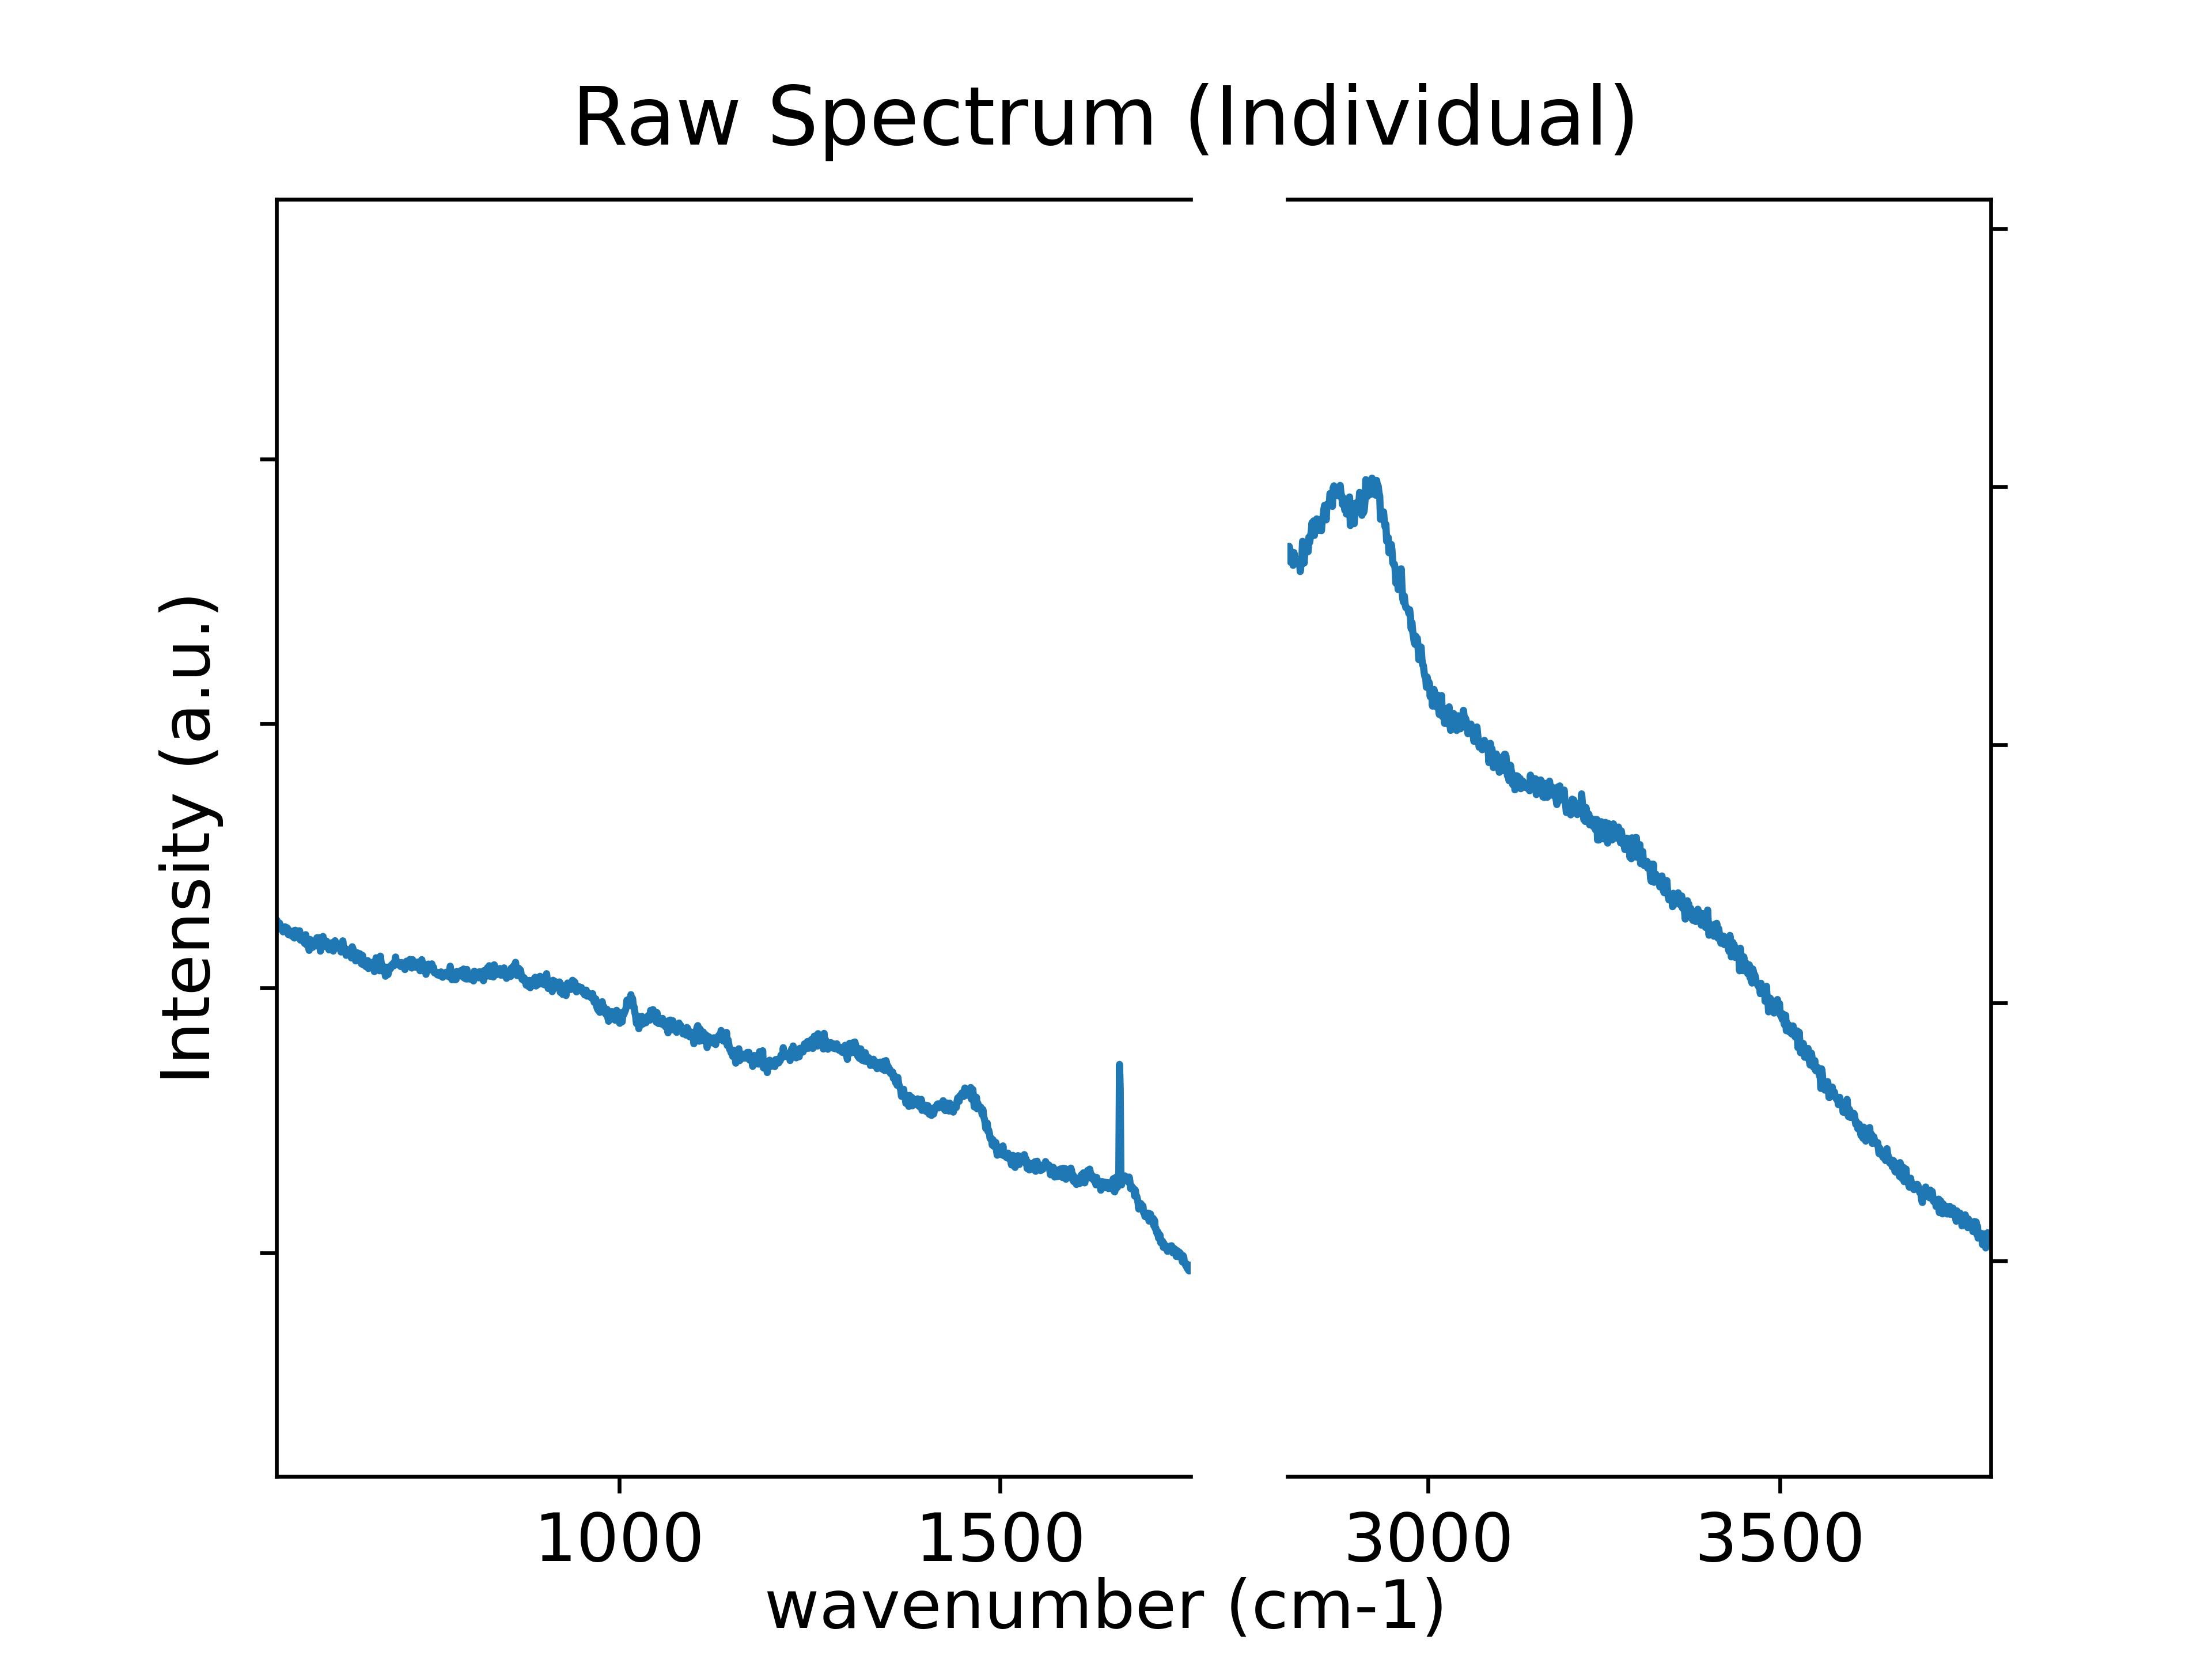 Raw Spectrum (Individual)
Intensity (a.u.)
1000 1500 3000 3500
wavenumber (cm-1)